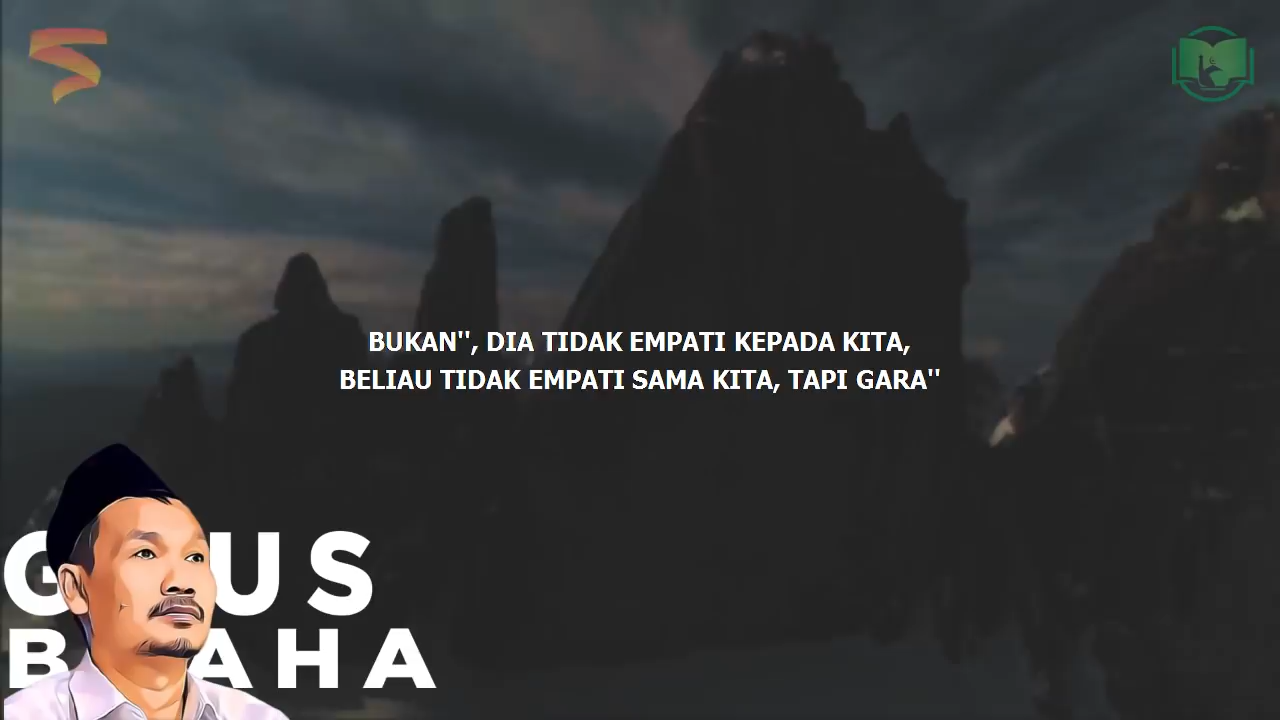 BUKAN'', DIA TIDAK EMPATI KEPADA KITA,
BELIAU TIDAK EMPATI SAMA KITA, TAPI GARA''
GUS
BAHA